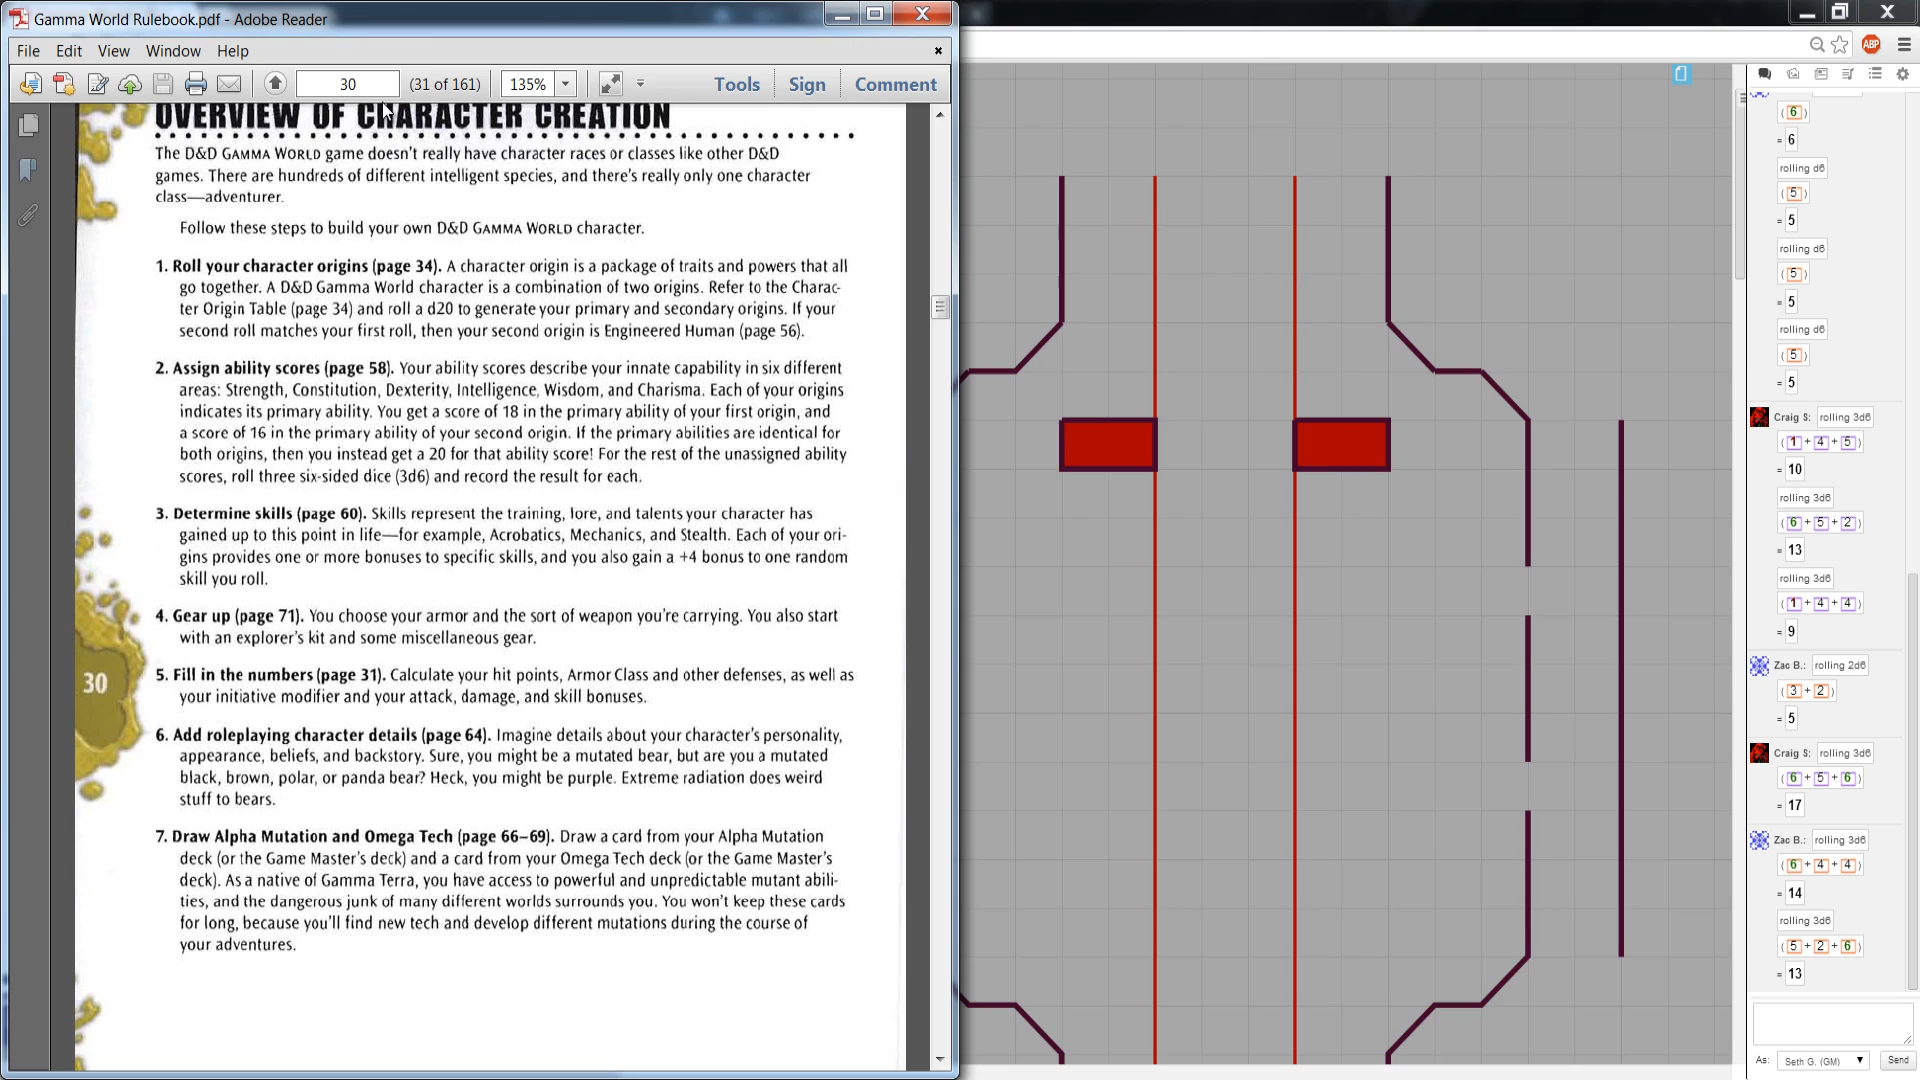 Gamma World Rulebook.pdf - Adobe Reader
File Edit View Window Help
30 (31 of 161) 135% Tools Sign Comment
OVERVIEW OF CHARACTER CREATION
The D&D GAMMA WORLD game doesn't really have character races or classes like other D&D
games. There are hundreds of different intelligent species, and there's really only one character
class—adventurer.
Follow these steps to build your own D&D GAMMA WORLD character.
1. Roll your character origins (page 34). A character origin is a package of traits and powers that all
go together. A D&D Gamma World character is a combination of two origins. Refer to the Charac-
ter Origin Table (page 34) and roll a d20 to generate your primary and secondary origins. If your
second roll matches your first roll, then your second origin is Engineered Human (page 56).
2. Assign ability scores (page 58). Your ability scores describe your innate capability in six different
areas: Strength, Constitution, Dexterity, Intelligence, Wisdom, and Charisma. Each of your origins
indicates its primary ability. You get a score of 18 in the primary ability of your first origin, and
a score of 16 in the primary ability of your second origin. If the primary abilities are identical for
both origins, then you instead get a 20 for that ability score! For the rest of the unassigned ability
scores, roll three six-sided dice (3d6) and record the result for each.
3. Determine skills (page 60). Skills represent the training, lore, and talents your character has
gained up to this point in life—for example, Acrobatics, Mechanics, and Stealth. Each of your ori-
gins provides one or more bonuses to specific skills, and you also gain a +4 bonus to one random
skill you roll.
4. Gear up (page 71). You choose your armor and the sort of weapon you're carrying. You also start
with an explorer's kit and some miscellaneous gear.
5. Fill in the numbers (page 31). Calculate your hit points, Armor Class and other defenses, as well as
your initiative modifier and your attack, damage, and skill bonuses.
30
6. Add roleplaying character details (page 64). Imagine details about your character's personality,
appearance, beliefs, and backstory. Sure, you might be a mutated bear, but are you a mutated
black, brown, polar, or panda bear? Heck, you might be purple. Extreme radiation does weird
stuff to bears.
7. Draw Alpha Mutation and Omega Tech (page 66–69). Draw a card from your Alpha Mutation
deck (or the Game Master's deck) and a card from your Omega Tech deck (or the Game Master's
deck). As a native of Gamma Terra, you have access to powerful and unpredictable mutant abili-
ties, and the dangerous junk of many different worlds surrounds you. You won't keep these cards
for long, because you'll find new tech and develop different mutations during the course of
your adventures.
ABP
(6)
= 6
rolling d6
(5)
= 5
rolling d6
(5)
= 5
rolling d6
(5)
= 5
Craig S: rolling 3d6
(1+4+5)
= 10
rolling 3d6
(6+5+2)
= 13
rolling 3d6
(1+4+4)
= 9
Zac B.: rolling 2d6
(3+2)
= 5
Craig S: rolling 3d6
(6+5+6)
= 17
Zac B.: rolling 3d6
(6+4+4)
= 14
rolling 3d6
(5+2+6)
= 13
As: Seth G. (GM) Send